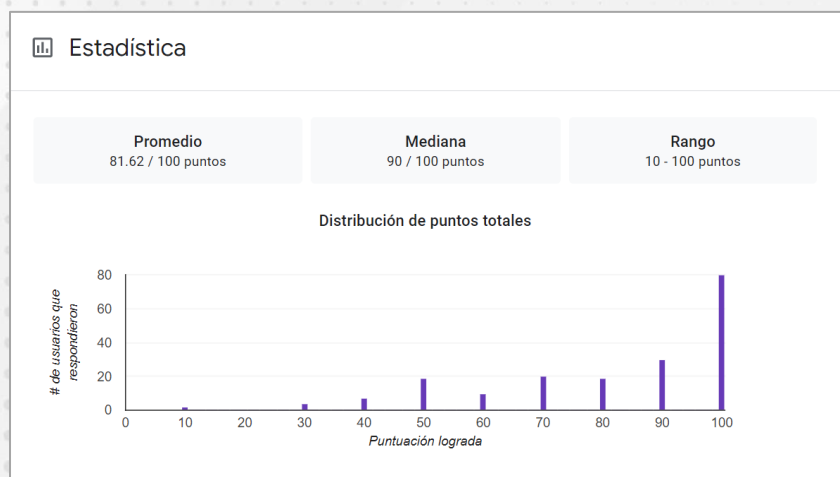 Estadística
Promedio
81.62 / 100 puntos
Mediana
90 / 100 puntos
Rango
10 - 100 puntos
Distribución de puntos totales
# de usuarios que
respondieron
80
60
40
20
0
0 10 20 30 40 50 60 70 80 90 100
Puntuación lograda